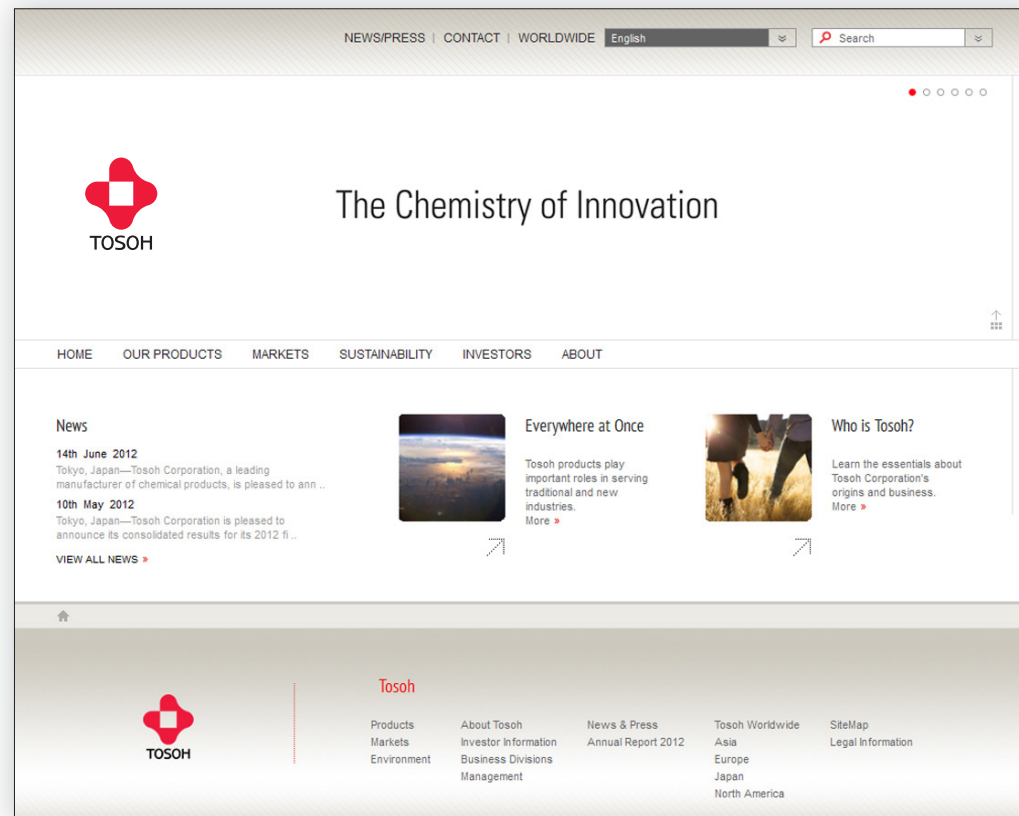 NEWS/PRESS | CONTACT | WORLDWIDE English Search
TOSOH
The Chemistry of Innovation
HOME OUR PRODUCTS MARKETS SUSTAINABILITY INVESTORS ABOUT
News
14th June 2012
Tokyo, Japan—Tosoh Corporation, a leading
manufacturer of chemical products, is pleased to ann ..
10th May 2012
Tokyo, Japan—Tosoh Corporation is pleased to
announce its consolidated results for its 2012 fi ..
VIEW ALL NEWS »
Everywhere at Once
Tosoh products play
important roles in serving
traditional and new
industries.
More »
Who is Tosoh?
Learn the essentials about
Tosoh Corporation's
origins and business.
More »
TOSOH
Tosoh
Products
Markets
Environment
About Tosoh
Investor Information
Business Divisions
Management
News & Press
Annual Report 2012
Tosoh Worldwide
Asia
Europe
Japan
North America
SiteMap
Legal Information